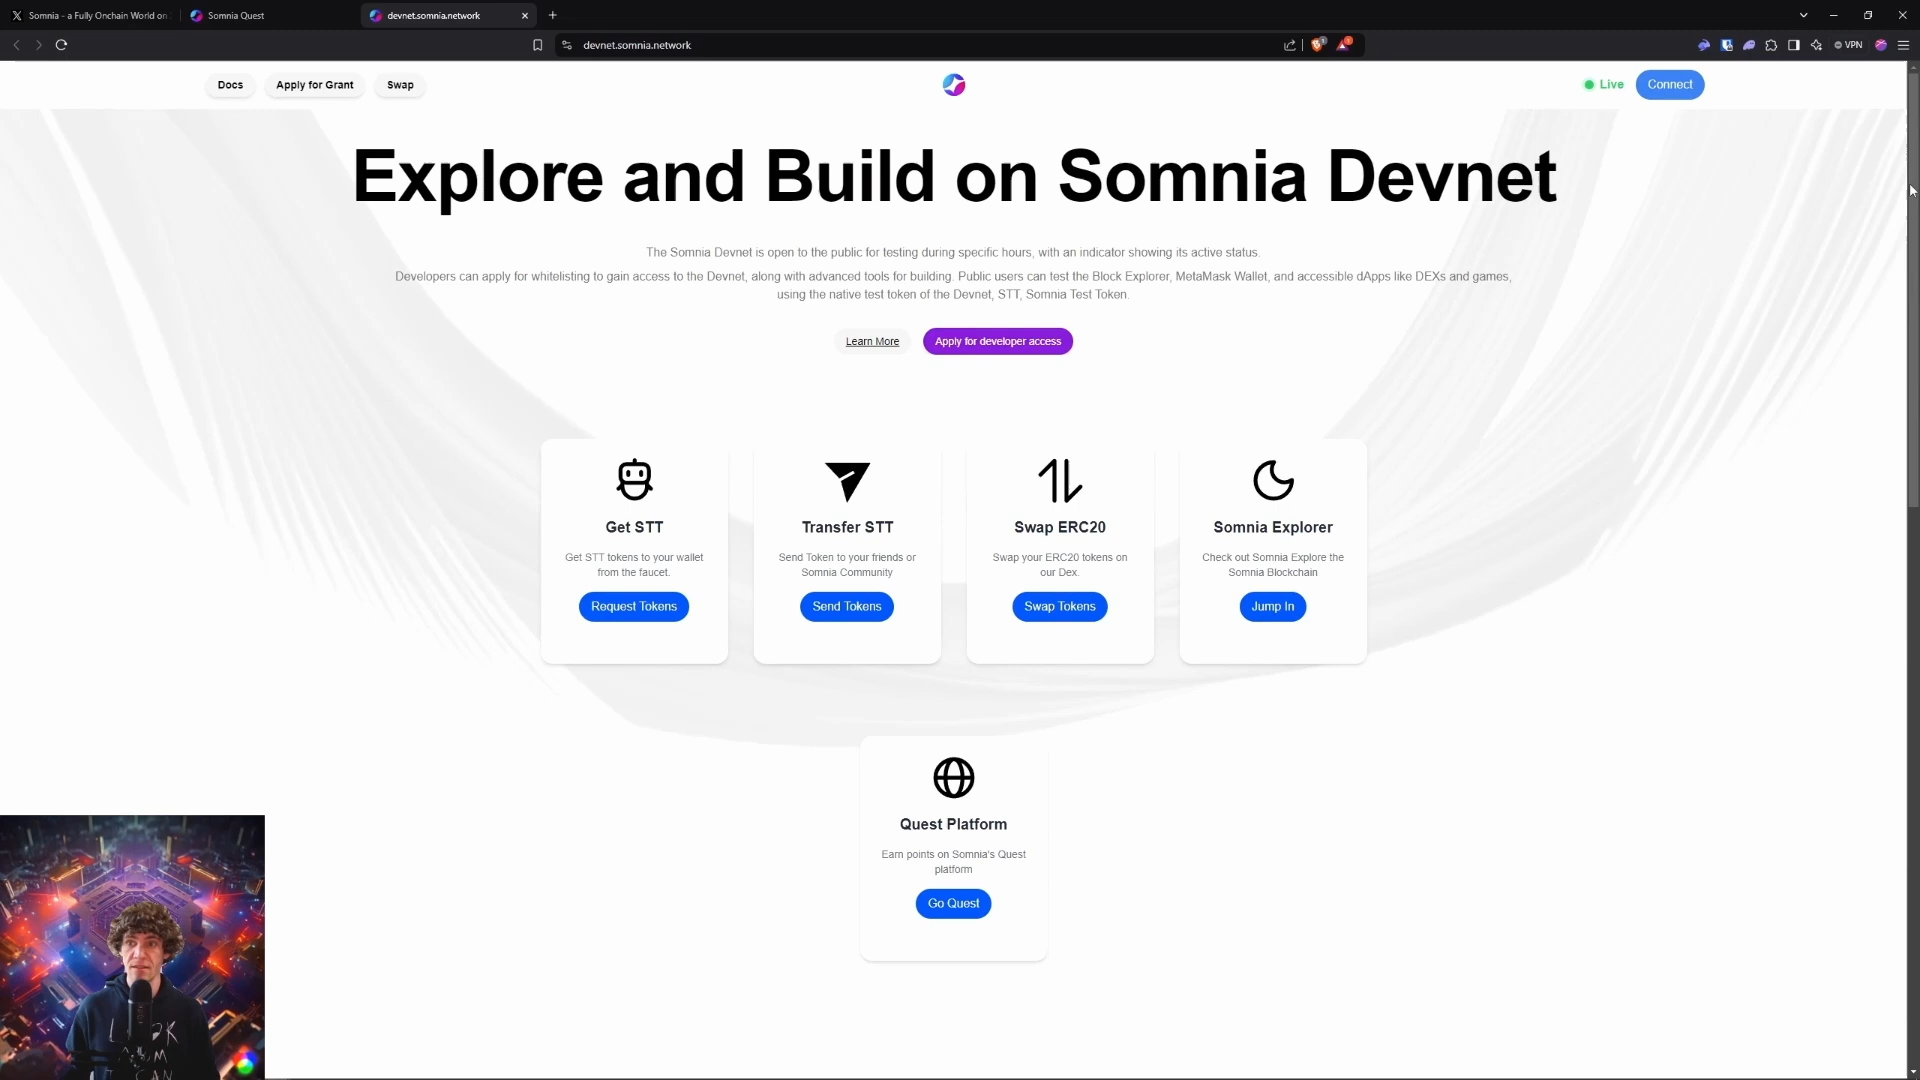 Somnia - a Fully Onchain World on
Somnia Quest
devnet.somnia.network
devnet.somnia.network
VPN
Docs
Apply for Grant
Swap
Live
Connect
Explore and Build on Somnia Devnet
The Somnia Devnet is open to the public for testing during specific hours, with an indicator showing its active status.
Developers can apply for whitelisting to gain access to the Devnet, along with advanced tools for building. Public users can test the Block Explorer, MetaMask Wallet, and accessible dApps like DEXs and games,
using the native test token of the Devnet, STT, Somnia Test Token.
Learn More
Apply for developer access
Get STT
Get STT tokens to your wallet
from the faucet.
Request Tokens
Transfer STT
Send Token to your friends or
Somnia Community
Send Tokens
Swap ERC20
Swap your ERC20 tokens on
our Dex.
Swap Tokens
Somnia Explorer
Check out Somnia Explore the
Somnia Blockchain
Jump In
Quest Platform
Earn points on Somnia's Quest
platform
Go Quest